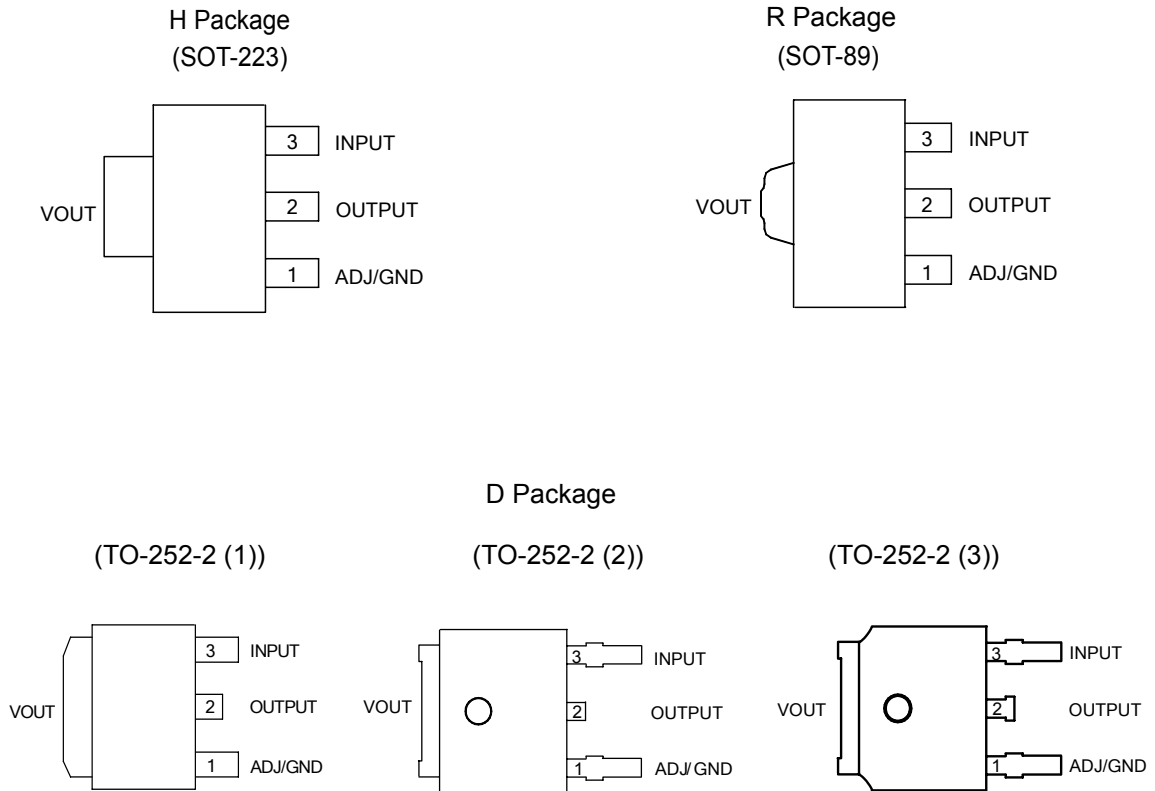 H Package
(SOT-223)
3 INPUT
VOUT
2 OUTPUT
1 ADJ/GND
R Package
(SOT-89)
3 INPUT
VOUT
2 OUTPUT
1 ADJ/GND
D Package
(TO-252-2 (1))
3 INPUT
VOUT
2 OUTPUT
1 ADJ/GND
(TO-252-2 (2))
3 INPUT
VOUT
2 OUTPUT
1 ADJ/GND
(TO-252-2 (3))
3 INPUT
VOUT
2 OUTPUT
1 ADJ/GND